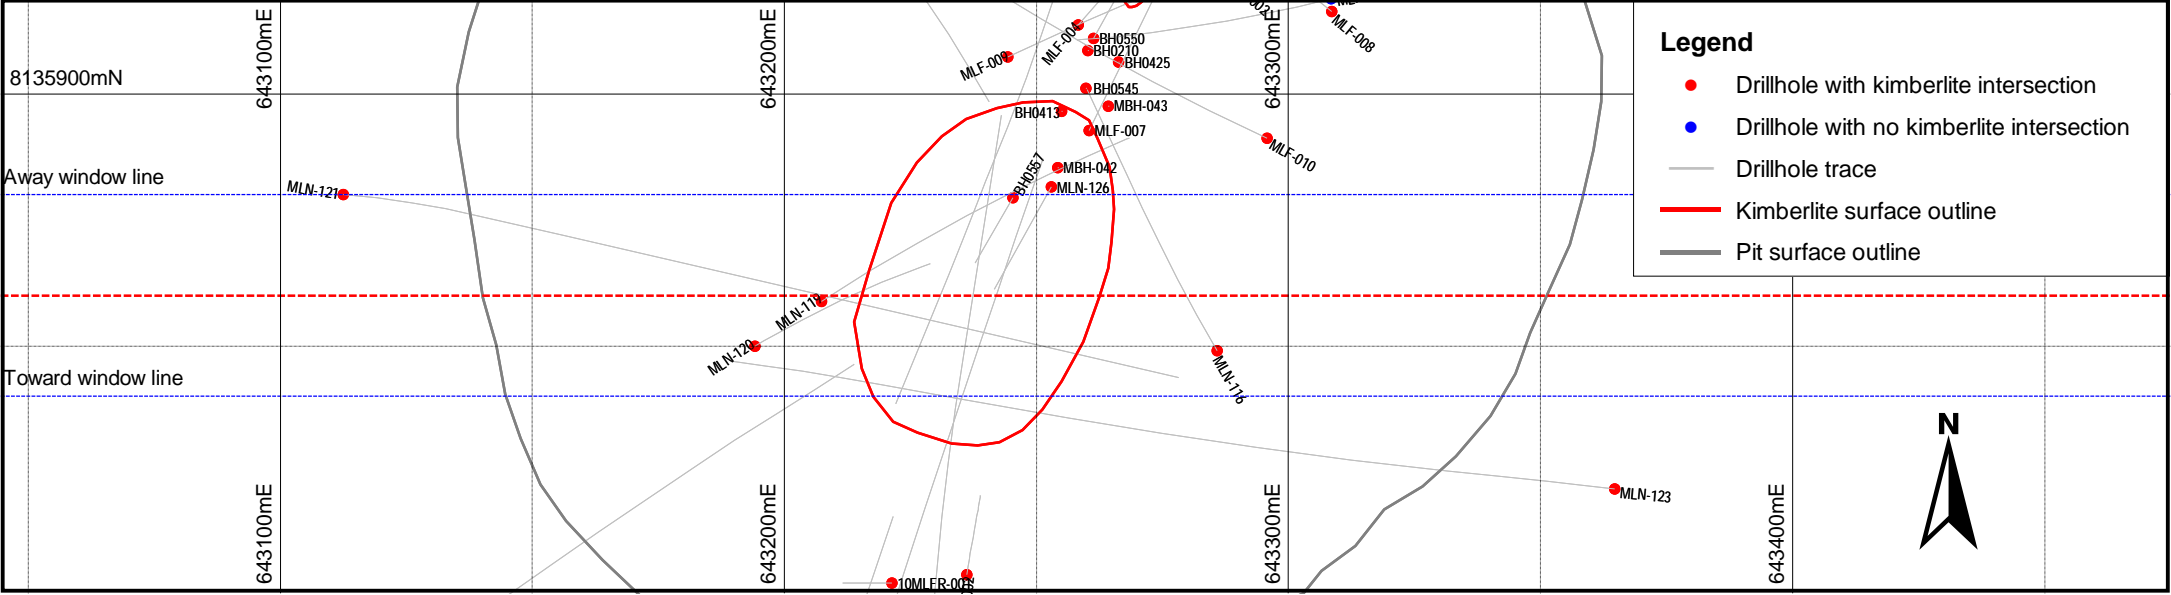 643100mE
643200mE
002
643300mE
ML
MLF-008
MLF-004
BH0550
BH0210
MLF-009
BH0425
8135900mN
BH0545
MBH-043
BH0413
MLF-007
MLF-010
BH0557
MBH-042
MLN-126
Away window line
MLN-121
MLN-119
MLN-120
MLN-116
Toward window line
MLN-123
643100mE
643200mE
643300mE
643400mE
10MLFR-001
Legend
Drillhole with kimberlite intersection
Drillhole with no kimberlite intersection
Drillhole trace
Kimberlite surface outline
Pit surface outline
N